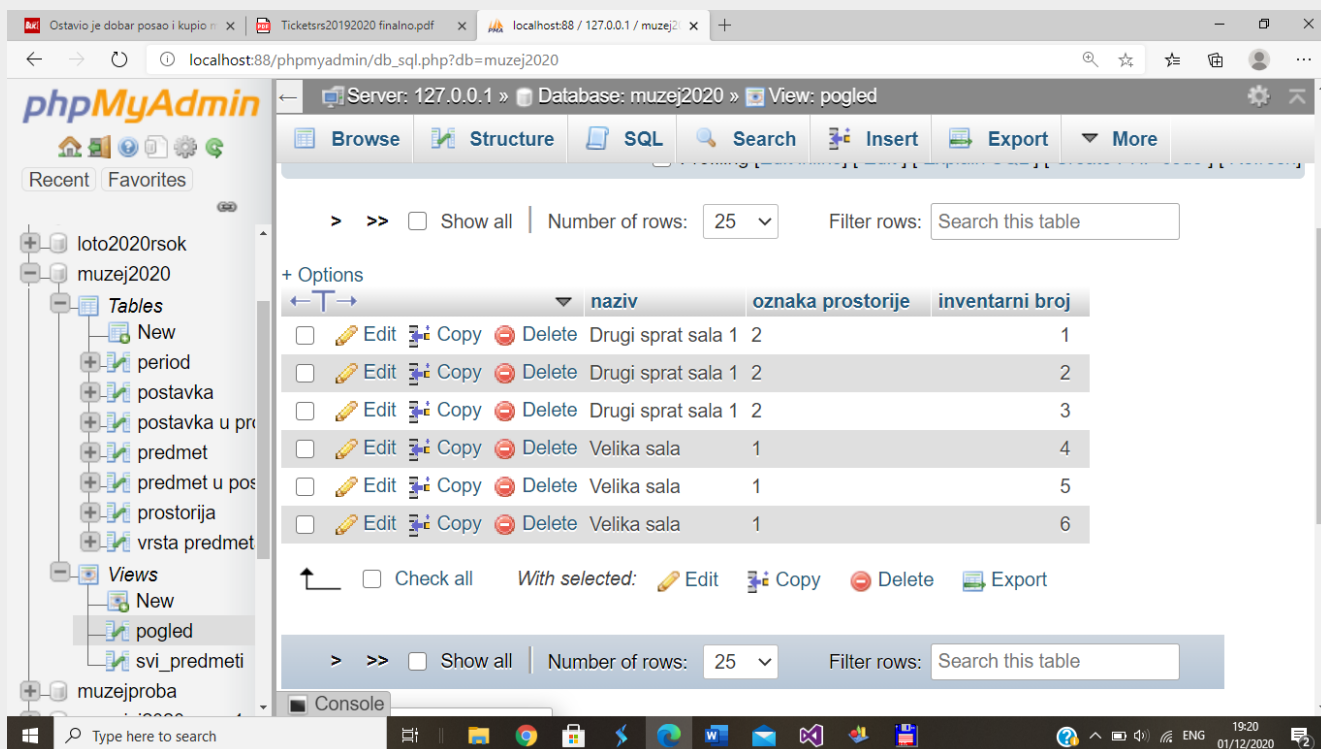 Ostavio je dobar posao i kupio n
Ticketsrs20192020 finalno.pdf
localhost:88 / 127.0.0.1 / muzej2
localhost:88/phpmyadmin/db_sql.php?db=muzej2020
phpMyAdmin
Recent Favorites
loto2020rsok
muzej2020
Tables
New
period
postavka
postavka u pro
predmet
predmet u pos
prostorija
vrsta predmet
Views
New
pogled
svi_predmeti
muzejproba
Server: 127.0.0.1 » Database: muzej2020 » View: pogled
Browse Structure SQL Search Insert Export More
> >> Show all Number of rows: 25 Filter rows: Search this table
+ Options
←T→ naziv oznaka prostorije inventarni broj
Edit Copy Delete Drugi sprat sala 1 2 1
Edit Copy Delete Drugi sprat sala 1 2 2
Edit Copy Delete Drugi sprat sala 1 2 3
Edit Copy Delete Velika sala 1 4
Edit Copy Delete Velika sala 1 5
Edit Copy Delete Velika sala 1 6
Check all With selected: Edit Copy Delete Export
> >> Show all Number of rows: 25 Filter rows: Search this table
Console
Type here to search
ENG
19:20
01/12/2020
2